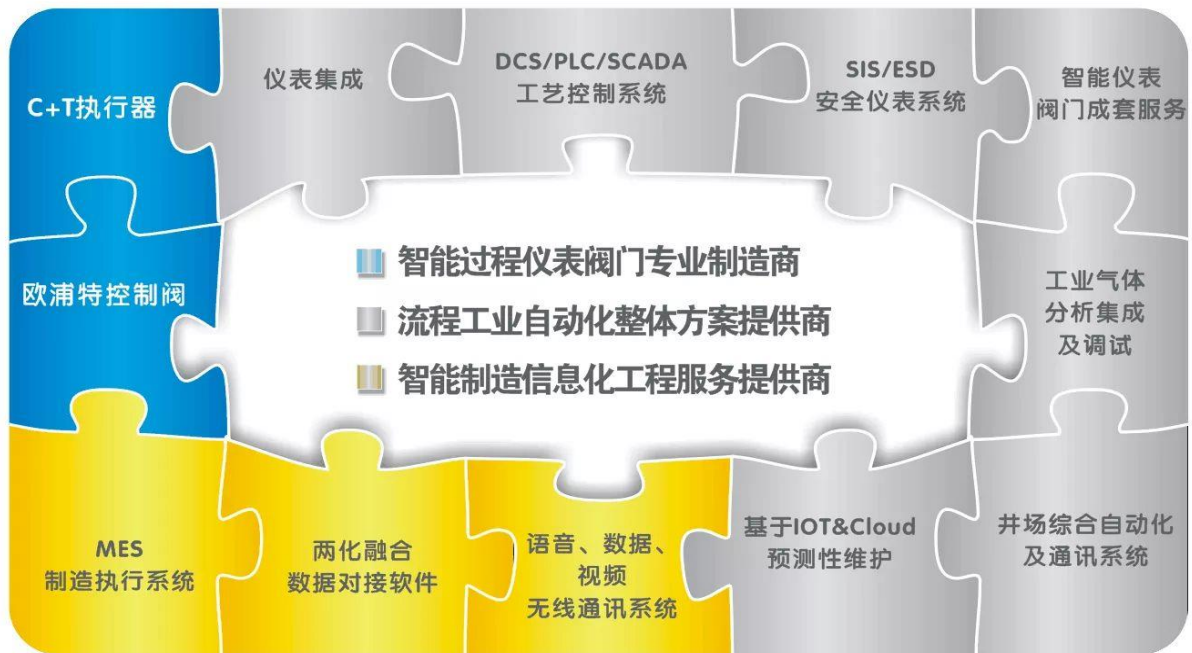 C+T执行器
仪表集成
DCS/PLC/SCADA
工艺控制系统
SIS/ESD
安全仪表系统
智能仪表
阀门成套服务
欧浦特控制阀
智能过程仪表阀门专业制造商
流程工业自动化整体方案提供商
智能制造信息化工程服务提供商
工业气体
分析集成
及调试
MES
制造执行系统
两化融合
数据对接软件
语音、数据、
视频
无线通讯系统
基于IOT&Cloud
预测性维护
井场综合自动化
及通讯系统